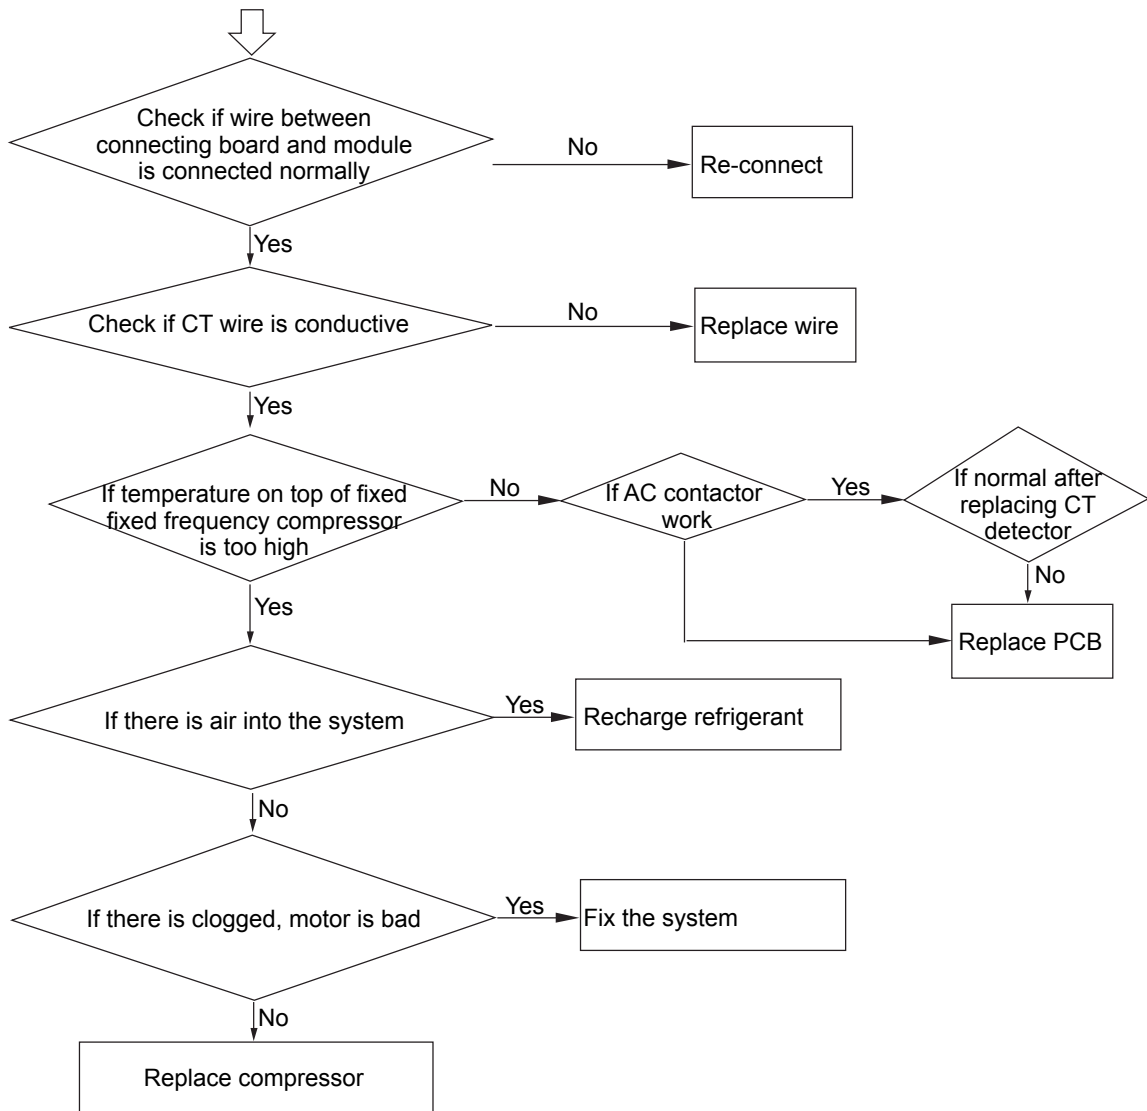 Check if wire between
connecting board and module
is connected normally
No
Re-connect
Yes
Check if CT wire is conductive
No
Replace wire
Yes
If temperature on top of fixed
fixed frequency compressor
is too high
No
If AC contactor
work
Yes
If normal after
replacing CT
detector
No
Replace PCB
Yes
If there is air into the system
Yes
Recharge refrigerant
No
If there is clogged, motor is bad
Yes
Fix the system
No
Replace compressor